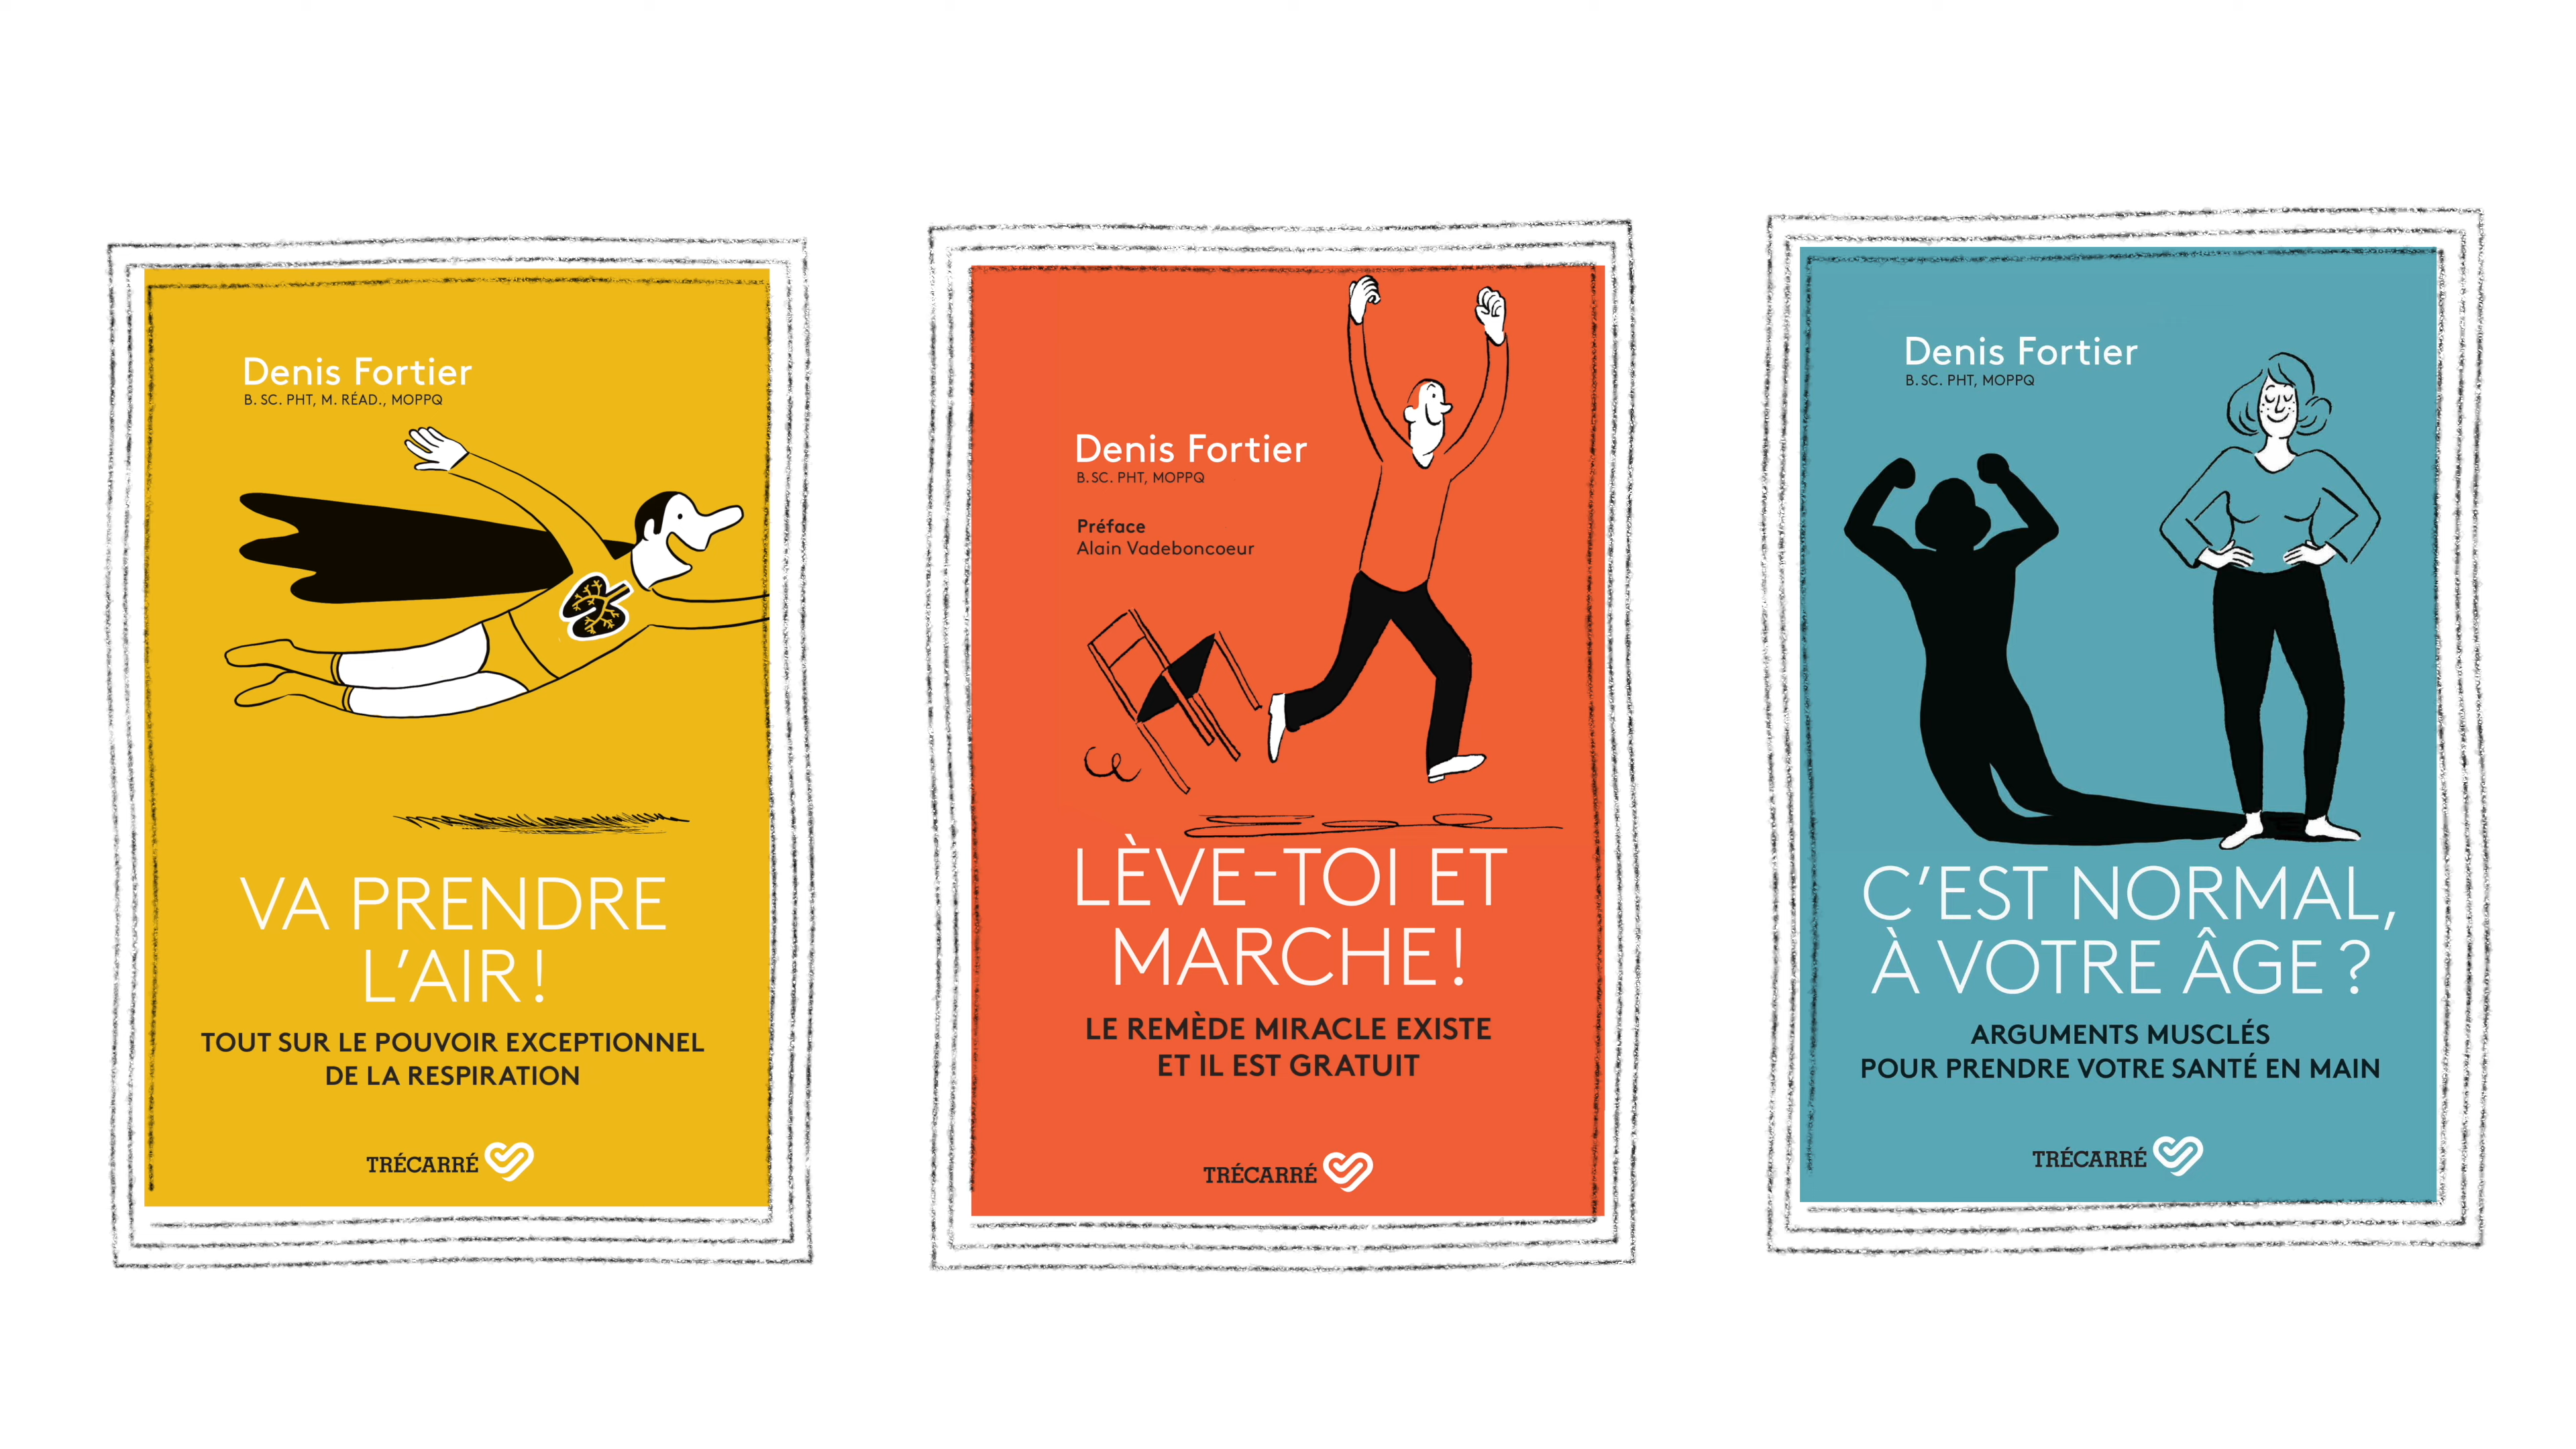 Denis Fortier
B. SC. PHT, M. RÉAD., MOPPQ
VA PRENDRE
L'AIR !
TOUT SUR LE POUVOIR EXCEPTIONNEL
DE LA RESPIRATION
TRÉCARRÉ
Denis Fortier
B. SC. PHT, MOPPQ
Préface
Alain Vadeboncoeur
LÈVE-TOI ET
MARCHE !
LE REMÈDE MIRACLE EXISTE
ET IL EST GRATUIT
TRÉCARRÉ
Denis Fortier
B. SC. PHT, MOPPQ
C'EST NORMAL,
À VOTRE ÂGE ?
ARGUMENTS MUSCLÉS
POUR PRENDRE VOTRE SANTÉ EN MAIN
TRÉCARRÉ